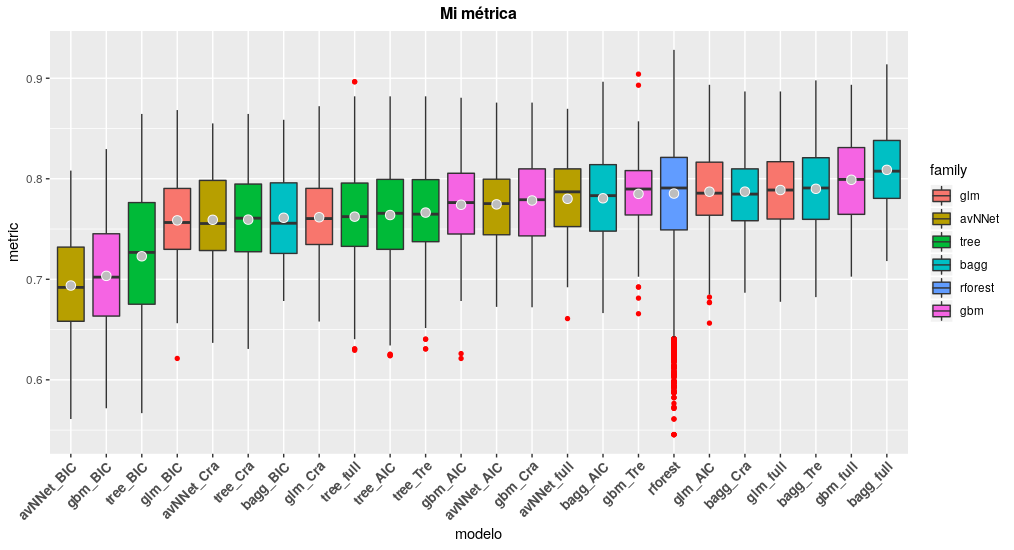 Mi métrica
metric
0.9
0.8
0.7
0.6
avNNet_BIC
gbm_BIC
tree_BIC
glm_BIC
avNNet_Cra
tree_Cra
bagg_BIC
glm_Cra
tree_full
tree_AIC
tree_Tre
gbm_AIC
avNNet_AIC
gbm_Cra
avNNet_full
bagg_AIC
gbm_Tre
rforest
glm_AIC
bagg_Cra
glm_full
bagg_Tre
gbm_full
bagg_full
modelo
family
glm
avNNet
tree
bagg
rforest
gbm